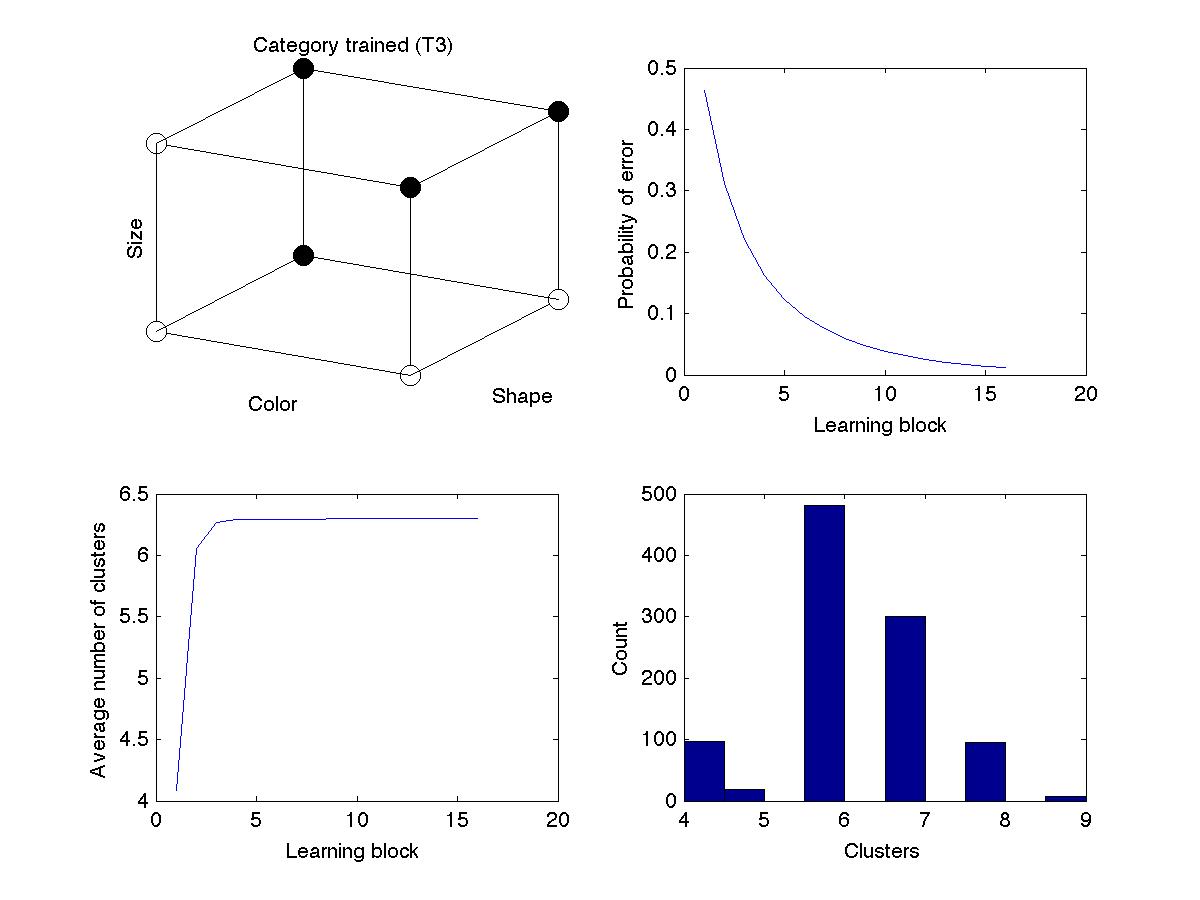 Category trained (T3)
Size
Color
Shape
0.5
0.4
0.3
0.2
0.1
0
Probability of error
0 5 10 15 20
Learning block
6.5
6
5.5
5
4.5
4
Average number of clusters
0 5 10 15 20
Learning block
500
400
300
200
100
0
Count
4 5 6 7 8 9
Clusters